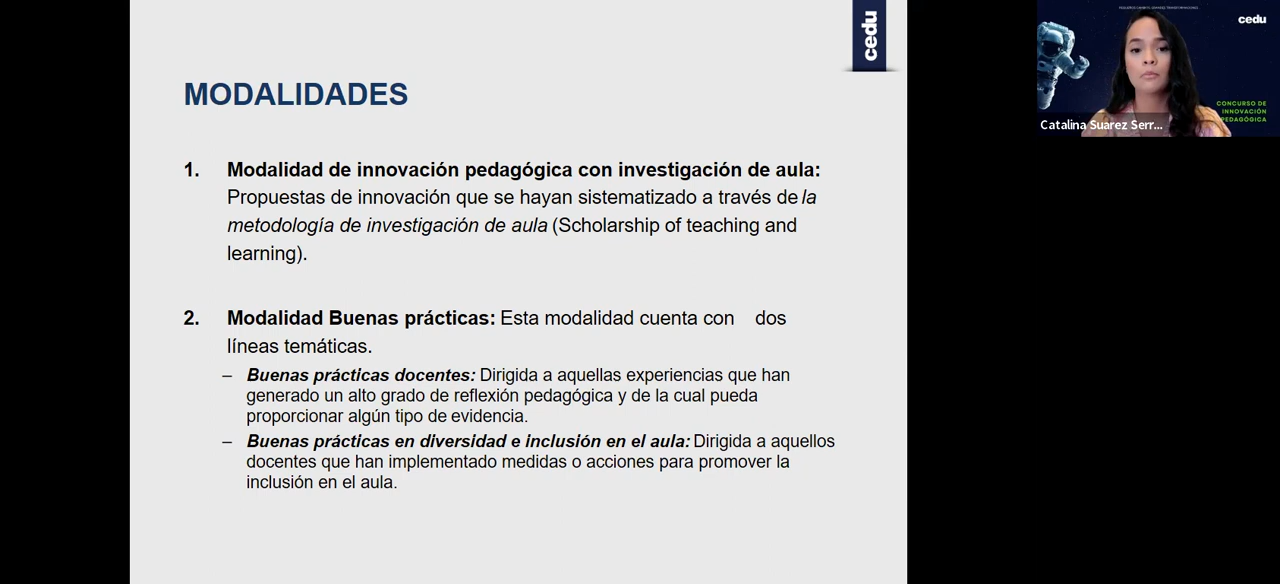 cedu
MODALIDADES
1. Modalidad de innovación pedagógica con investigación de aula:
Propuestas de innovación que se hayan sistematizado a través de la
metodología de investigación de aula (Scholarship of teaching and
learning).
2. Modalidad Buenas prácticas: Esta modalidad cuenta con dos
líneas temáticas.
– Buenas prácticas docentes: Dirigida a aquellas experiencias que han
generado un alto grado de reflexión pedagógica y de la cual pueda
proporcionar algún tipo de evidencia.
– Buenas prácticas en diversidad e inclusión en el aula: Dirigida a aquellos
docentes que han implementado medidas o acciones para promover la
inclusión en el aula.
cedu
CONCURSO DE
INNOVACIÓN
PEDAGÓGICA
Catalina Suárez Serr...